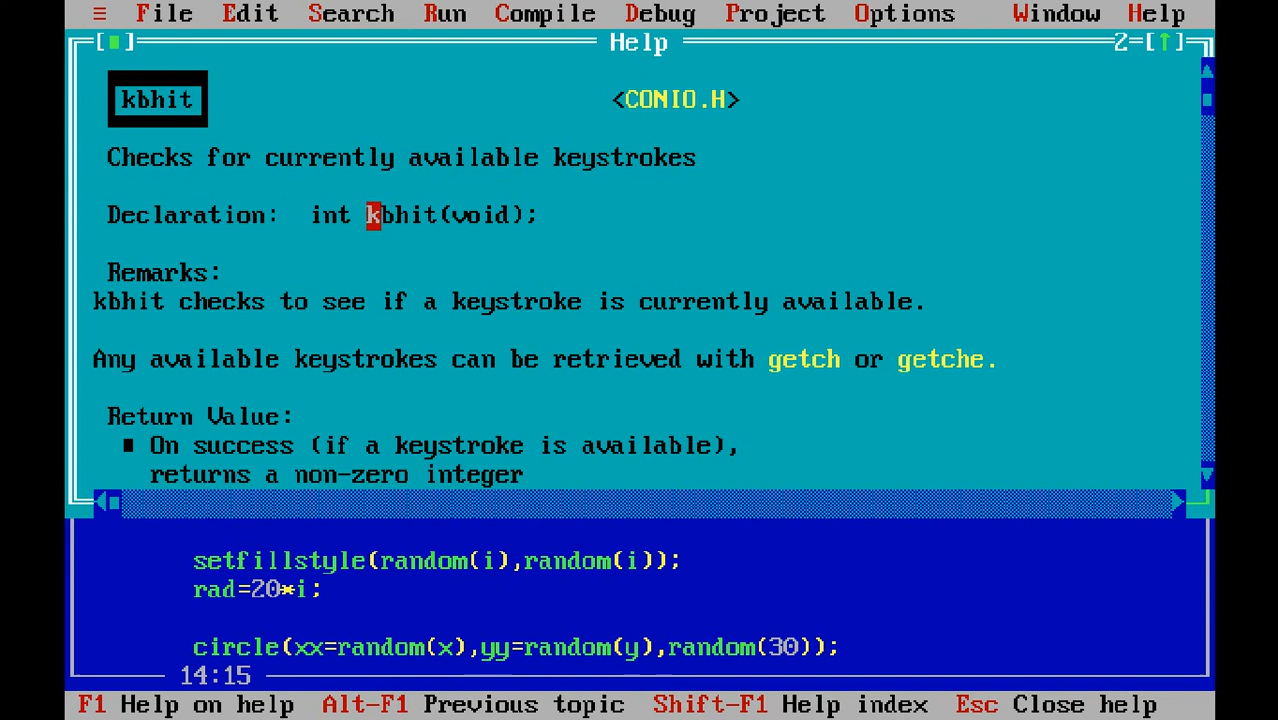 ≡ File Edit Search Run Compile Debug Project Options Window Help
[■] Help 2=[↑]
kbhit <CONIO.H>
Checks for currently available keystrokes
Declaration: int kbhit(void);
Remarks:
kbhit checks to see if a keystroke is currently available.
Any available keystrokes can be retrieved with getch or getche.
Return Value:
■ On success (if a keystroke is available),
returns a non-zero integer
setfillstyle(random(i),random(i));
rad=20*i;
circle(xx=random(x),yy=random(y),random(30));
14:15
F1 Help on help Alt-F1 Previous topic Shift-F1 Help index Esc Close help